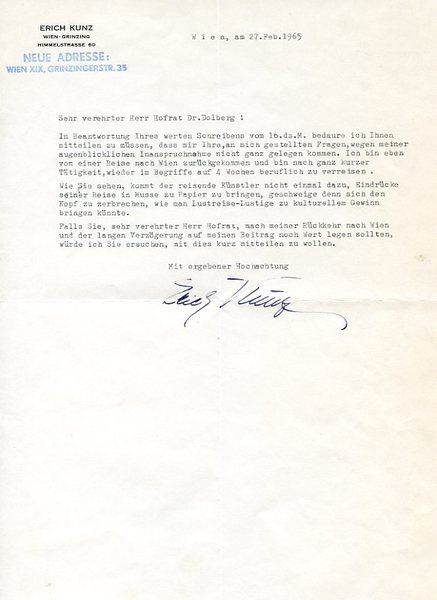 ERICH KUNZ
WIEN-GRINZING
HIMMELSTRASSE 60
NEUE ADRESSE:
WIEN XIX, GRINZINGERSTR. 35
W i e n, am 27.Feb.1965
Sehr verehrter Herr Hofrat Dr.Dolberg !
In Beantwortung Ihres werten Schreibens vom 16.ds.M. bedaure ich Ihnen
mitteilen zu müssen, dass mir Ihre,an mich gestellten Fragen,wegen meiner
augenblicklichen Inanspruchnahme nicht ganz gelegen kommen. Ich bin eben
von einer Reise nach Wien zurückgekommen und bin nach ganz kurzer
Tätigkeit,wieder im Begriffe auf 4 Wochen beruflich zu verreisen .
Wie Sie sehen, kommt der reisende Künstler nicht einmal dazu, Eindrücke
seiner Reise in Musse zu Papier zu bringen, geschweige denn sich den
Kopf zu zerbrechen, wie man Lustreise-Lustige zu kulturellem Gewinn
bringen könnte.
Falls Sie, sehr verehrter Herr Hofrat, nach meiner Rückkehr nach Wien
und der langen Verzögerung auf meinen Beitrag noch Wert legen sollten,
würde ich Sie ersuchen, mit dies kurz mitteilen zu wollen.
Mit ergebener Hochachtung
Erich Kunz